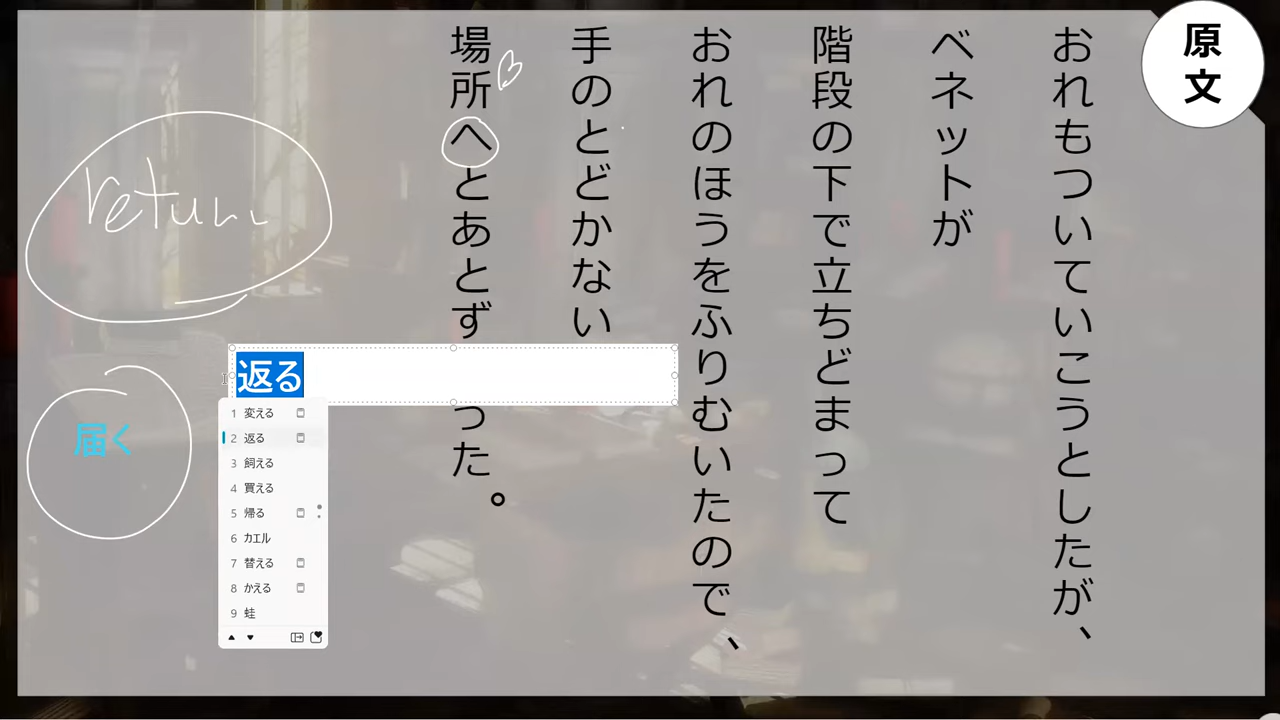 原文
おれもついていこうとしたが、
ベネットが
階段の下で立ちどまって
おれのほうをふりむいたので、
手のとどかない
場所へとあとず
った。
return
届く
返る
1 変える
2 返る
3 飼える
4 買える
5 帰る
6 カエル
7 替える
8 かえる
9 蛙